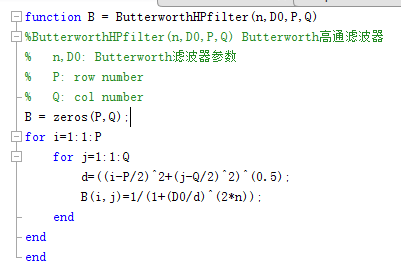 function B = ButterworthHPfilter(n,D0,P,Q)
%ButterworthHPfilter(n,D0,P,Q) Butterworth高通滤波器
%   n,D0: Butterworth滤波器参数
%   P: row number
%   Q: col number
B = zeros(P,Q);
for i=1:1:P
    for j=1:1:Q
        d=((i-P/2)^2+(j-Q/2)^2)^(0.5);
        B(i,j)=1/(1+(D0/d)^(2*n));
    end
end
end